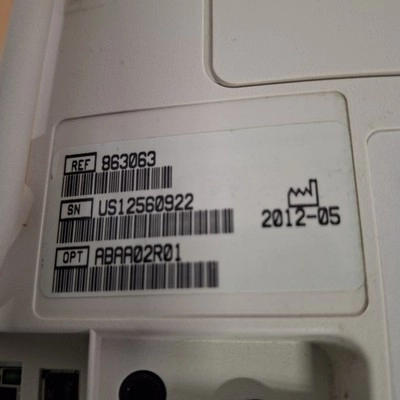 REF 863063
SN US12560922
2012-05
OPT ABAA02R01